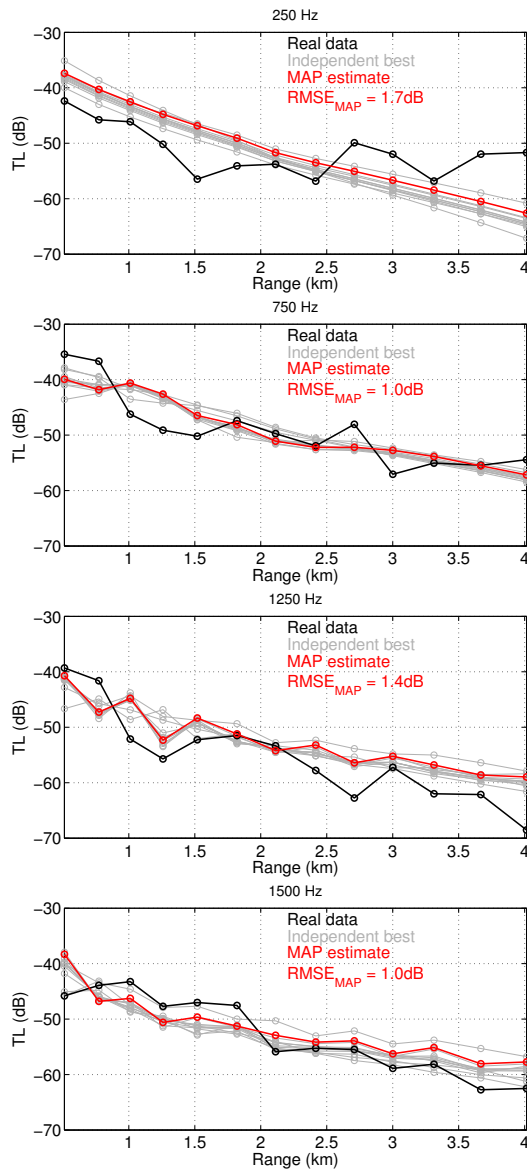 250 Hz
−30
−40
−50
−60
−70
TL (dB)
Real data
Independent best
MAP estimate
RMSE_MAP = 1.7dB
1 1.5 2 2.5 3 3.5 4
Range (km)
750 Hz
−30
−40
−50
−60
−70
TL (dB)
Real data
Independent best
MAP estimate
RMSE_MAP = 1.0dB
1 1.5 2 2.5 3 3.5 4
Range (km)
1250 Hz
−30
−40
−50
−60
−70
TL (dB)
Real data
Independent best
MAP estimate
RMSE_MAP = 1.4dB
1 1.5 2 2.5 3 3.5 4
Range (km)
1500 Hz
−30
−40
−50
−60
−70
TL (dB)
Real data
Independent best
MAP estimate
RMSE_MAP = 1.0dB
1 1.5 2 2.5 3 3.5 4
Range (km)